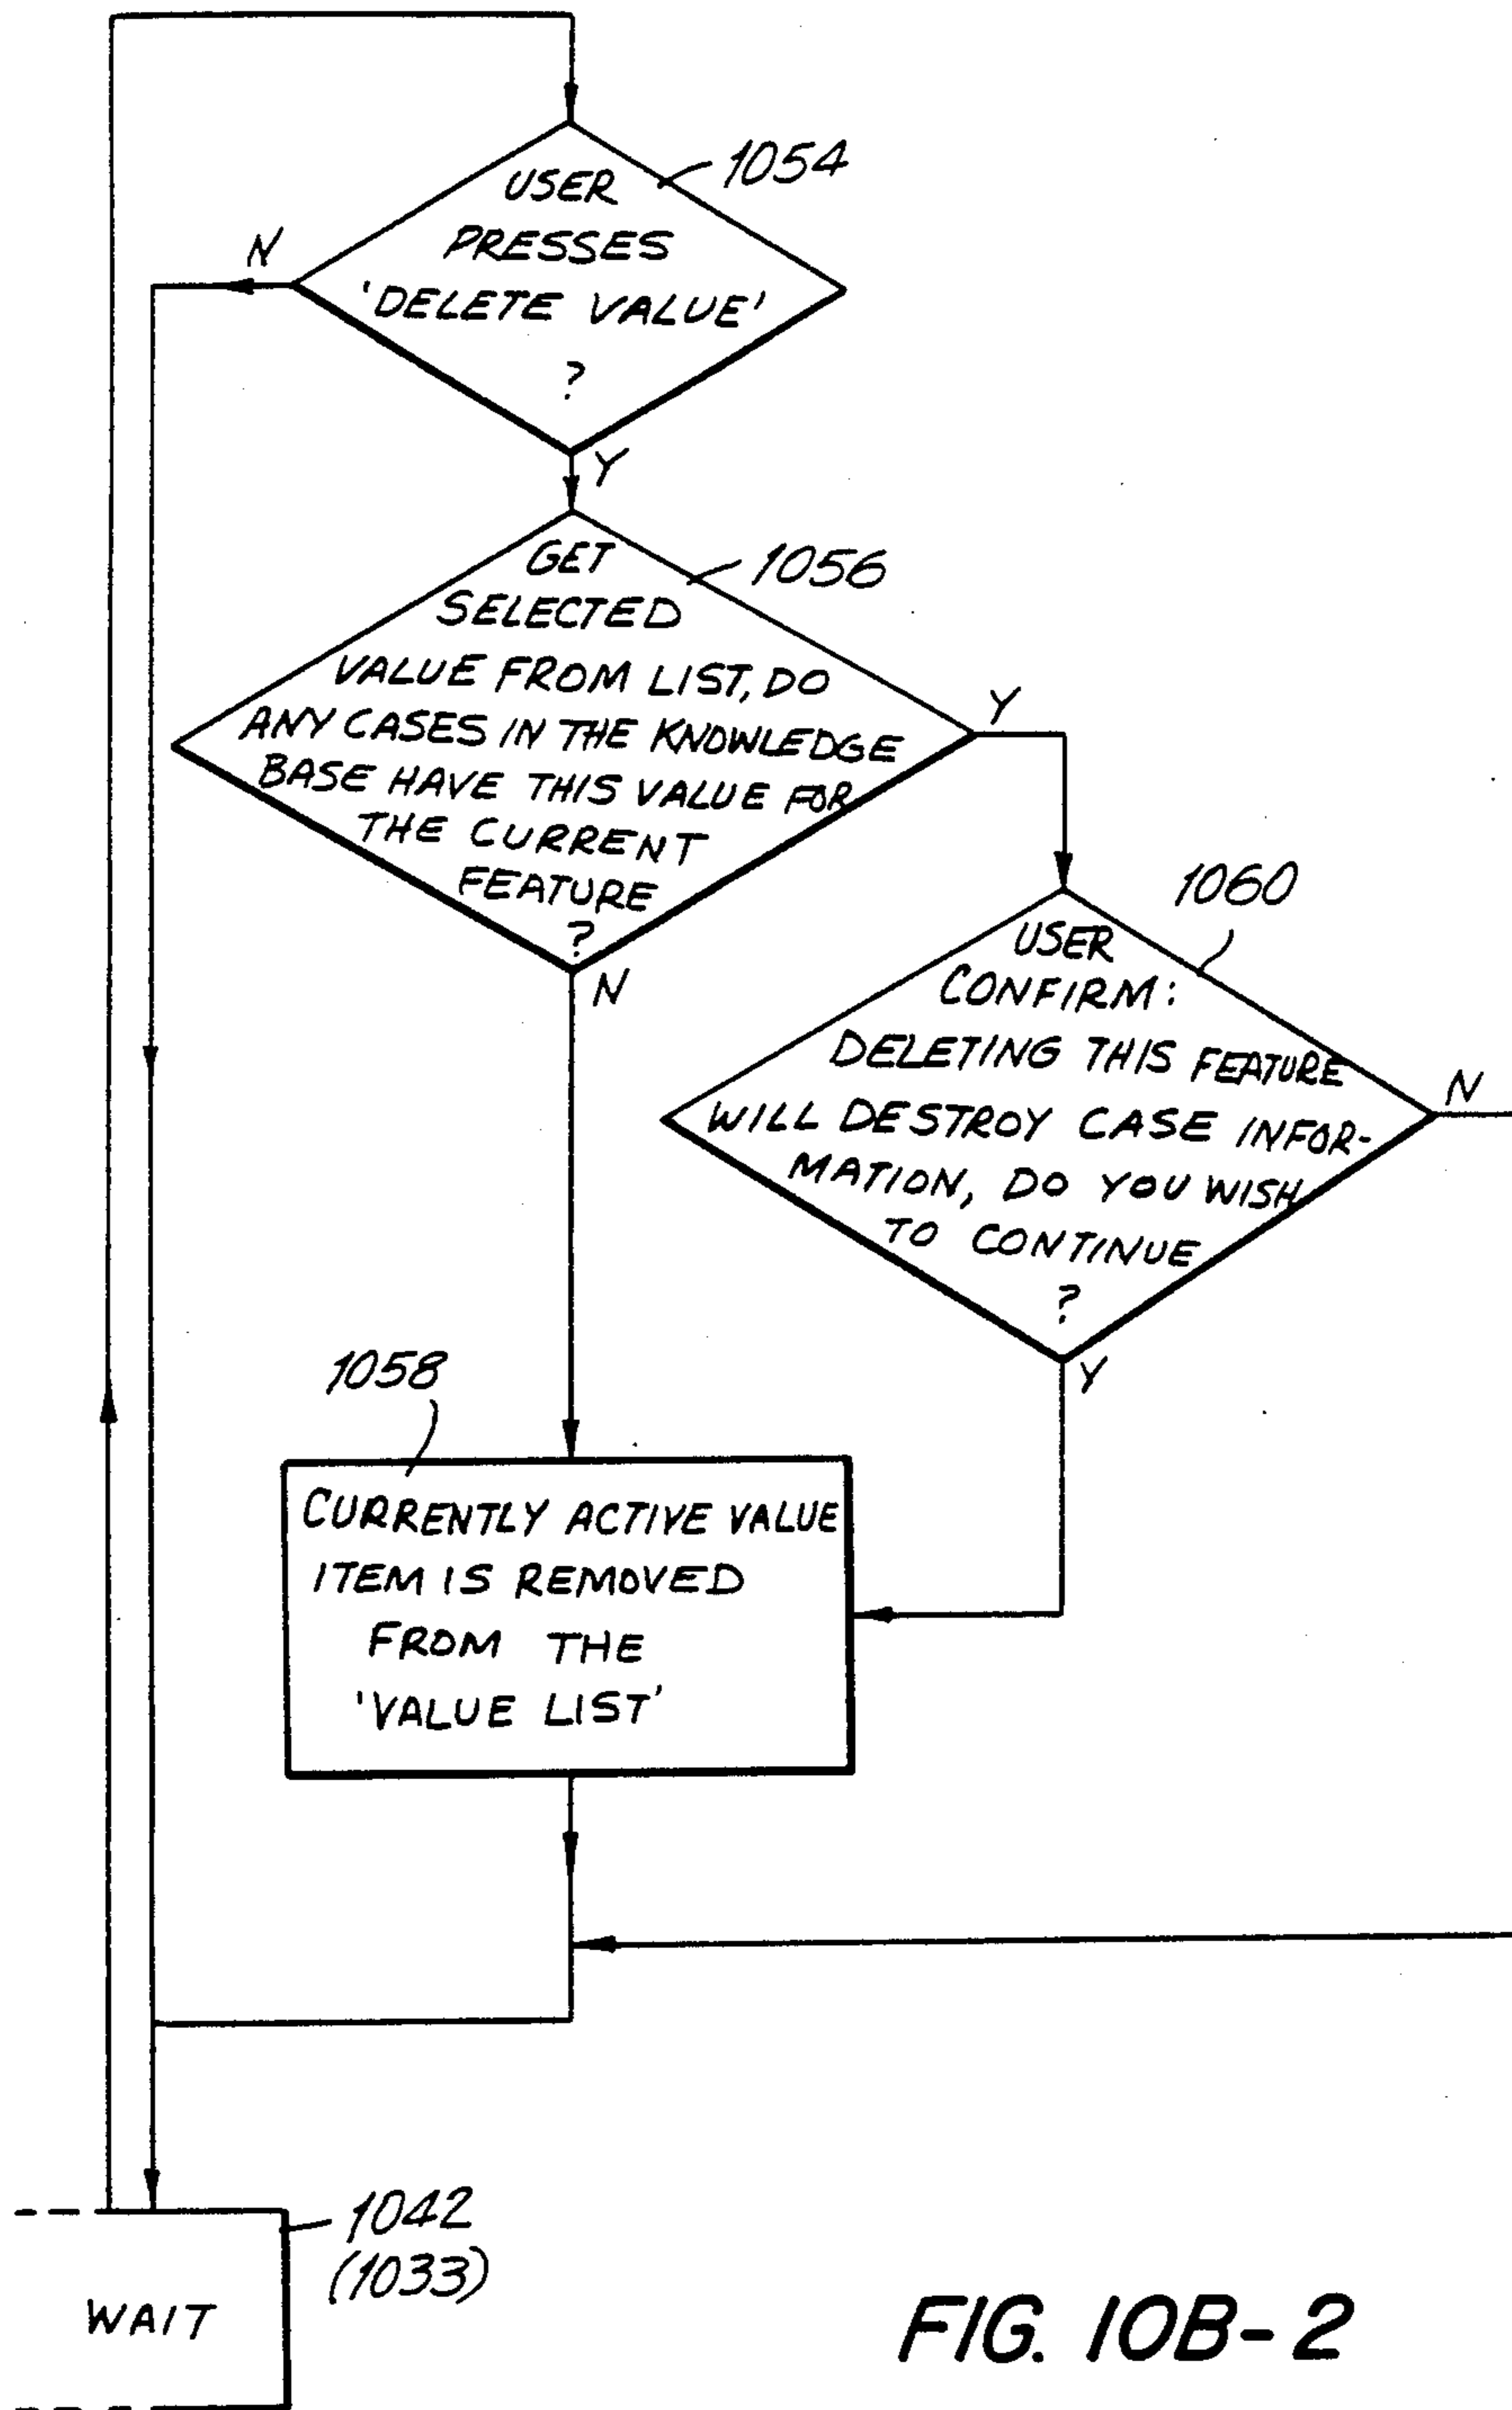 1054
USER
PRESSES
'DELETE VALUE'
?
N
Y
1056
GET
SELECTED
VALUE FROM LIST, DO
ANY CASES IN THE KNOWLEDGE
BASE HAVE THIS VALUE FOR
THE CURRENT
FEATURE
?
Y
N
1060
USER
CONFIRM:
DELETING THIS FEATURE
WILL DESTROY CASE INFOR-
MATION, DO YOU WISH
TO CONTINUE
?
N
Y
1058
CURRENTLY ACTIVE VALUE
ITEM IS REMOVED
FROM THE
'VALUE LIST'
1042
(1033)
WAIT
FIG. 10B-2